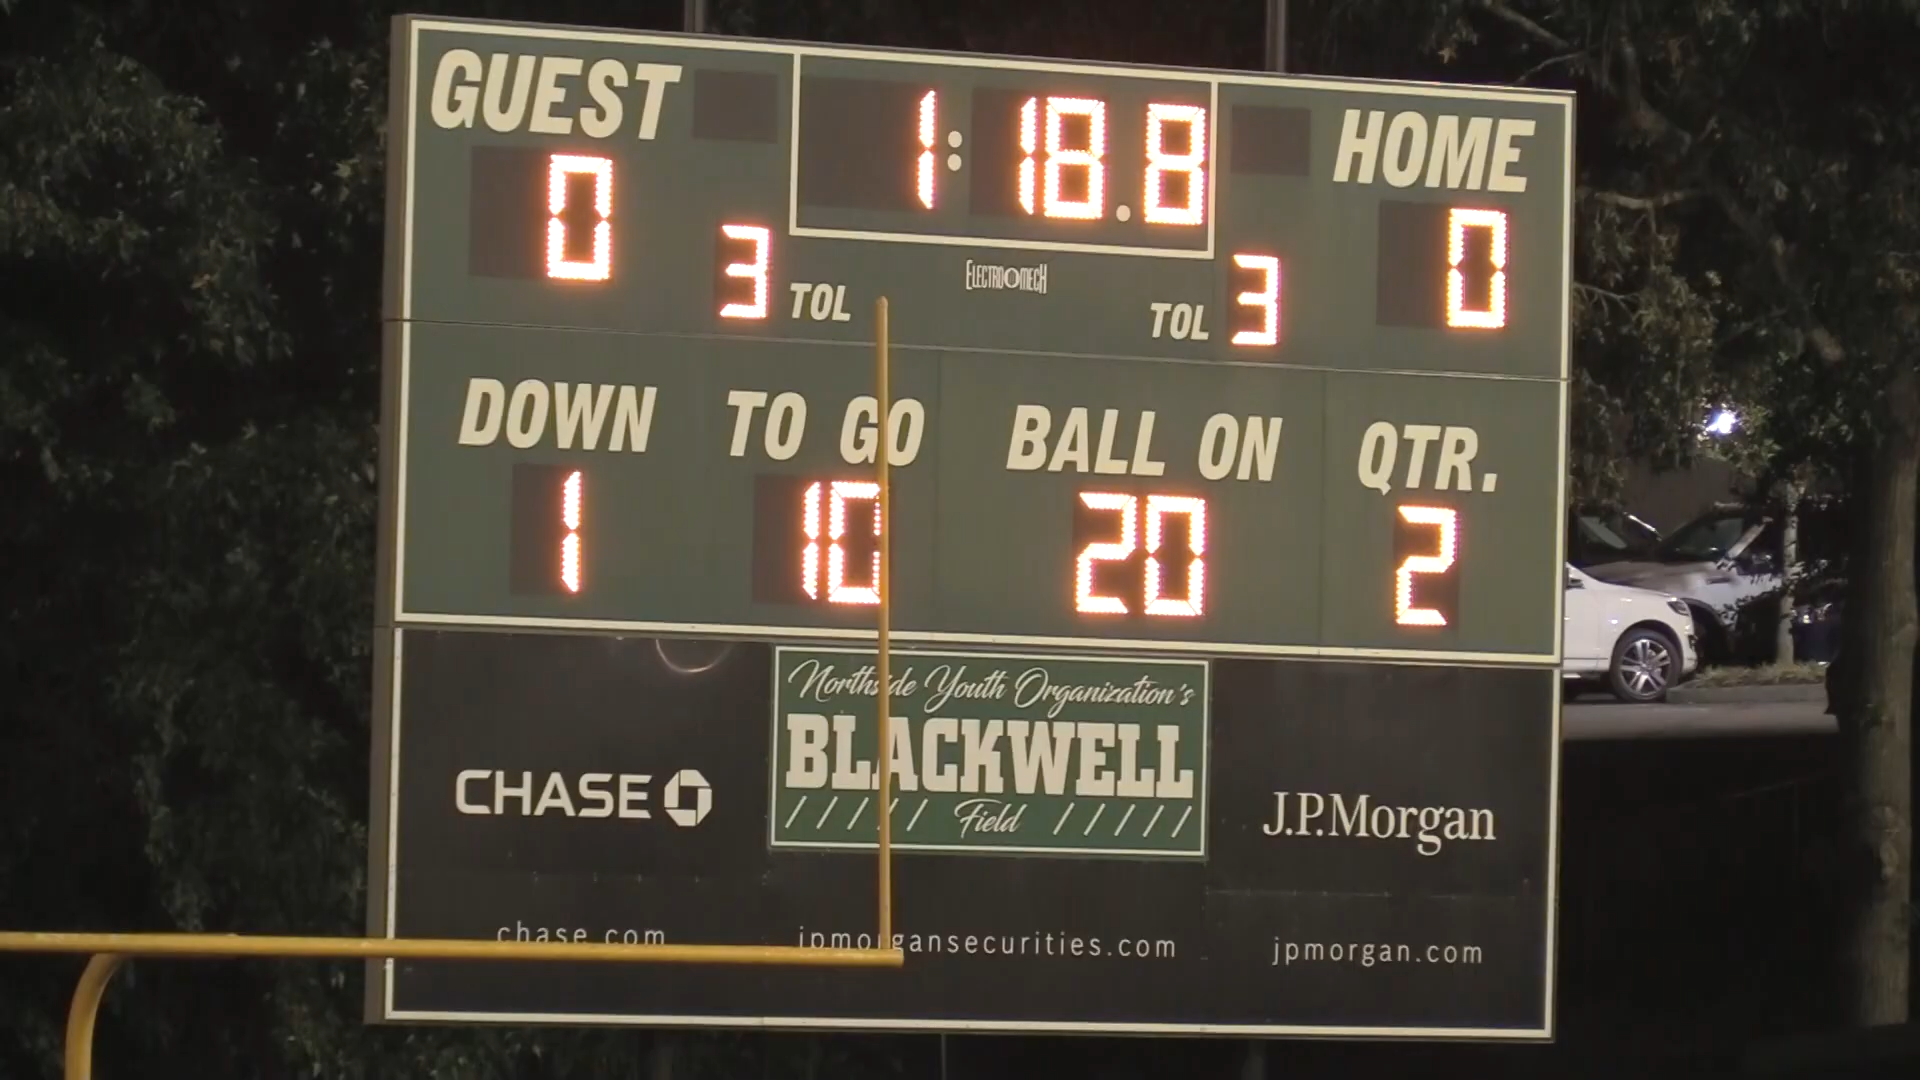 GUEST 1:18.8 HOME
0 3 TOL ELECTRO-MECH TOL 3 0
DOWN TO GO BALL ON QTR.
1 10 20 2
Northside Youth Organization's
BLACKWELL
Field
CHASE J.P.Morgan
chase.com jpmorgansecurities.com jpmorgan.com